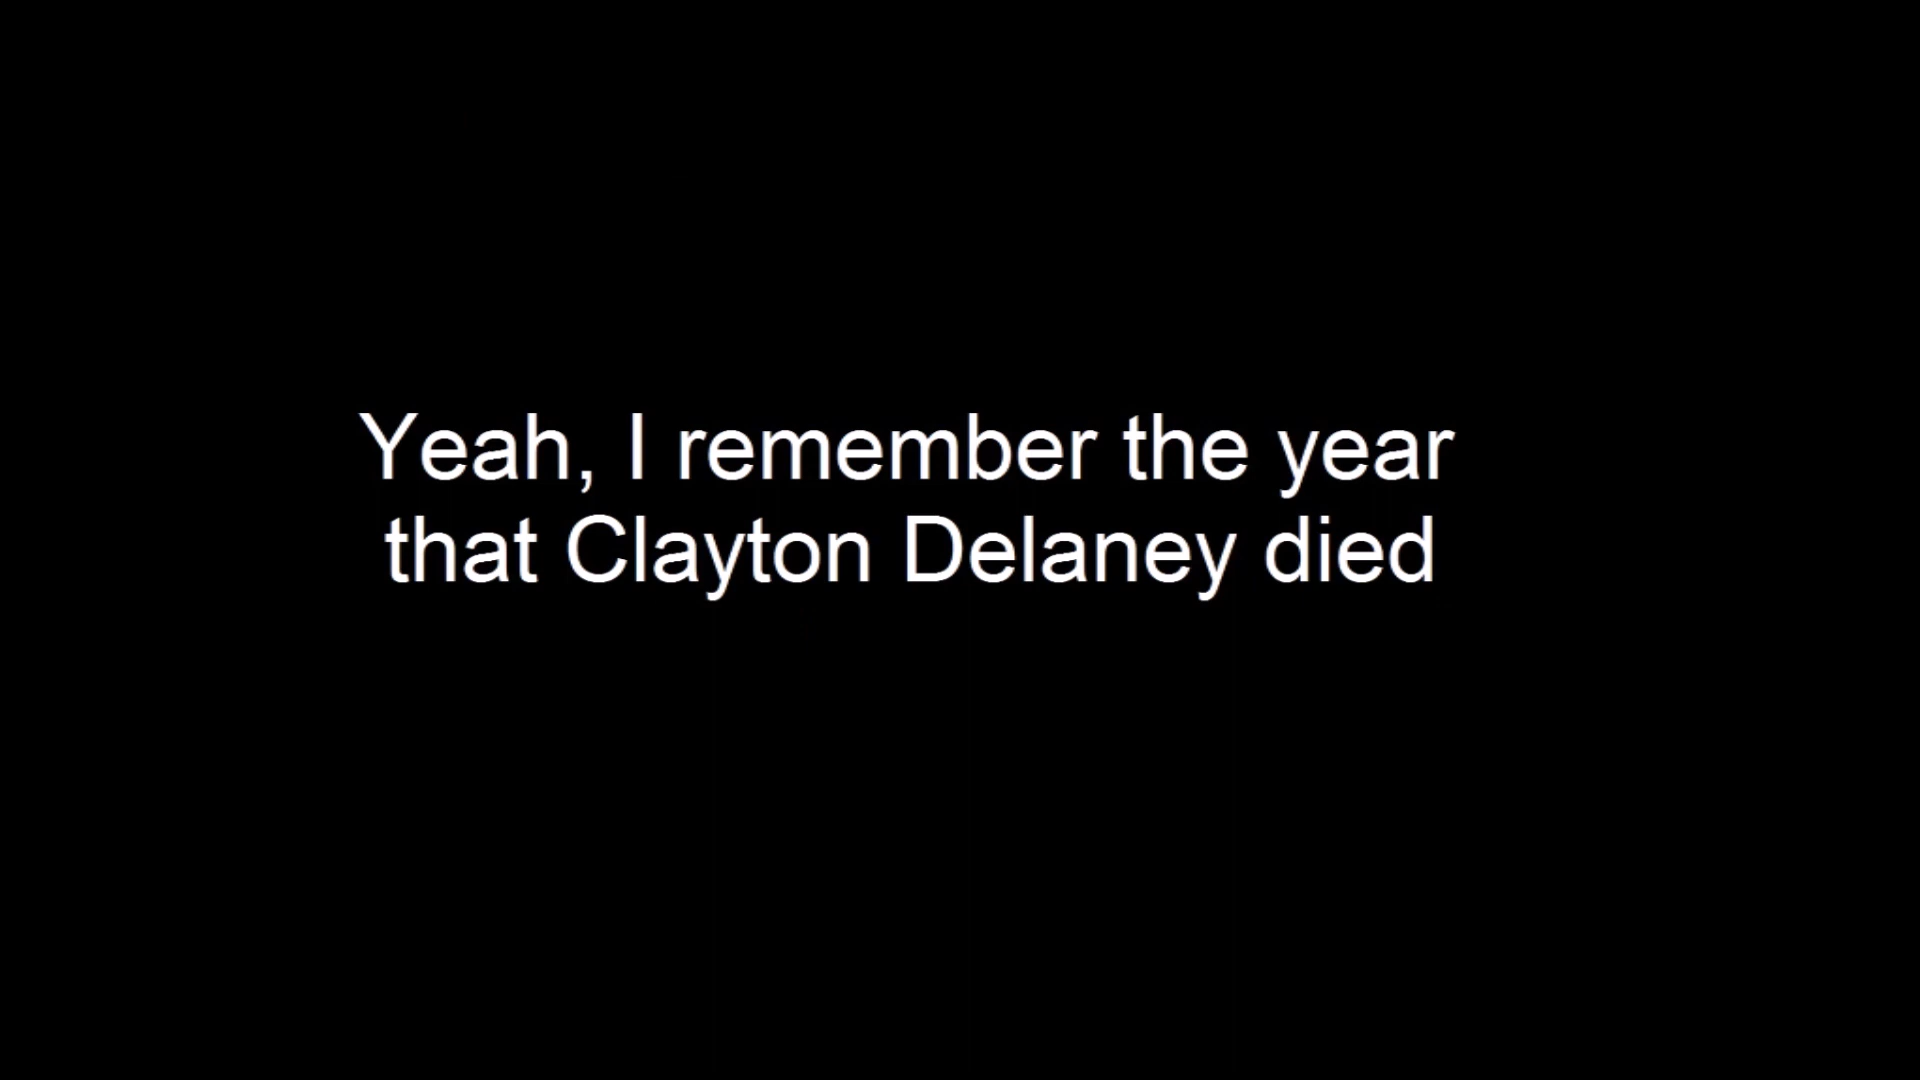 Yeah, I remember the year
that Clayton Delaney died